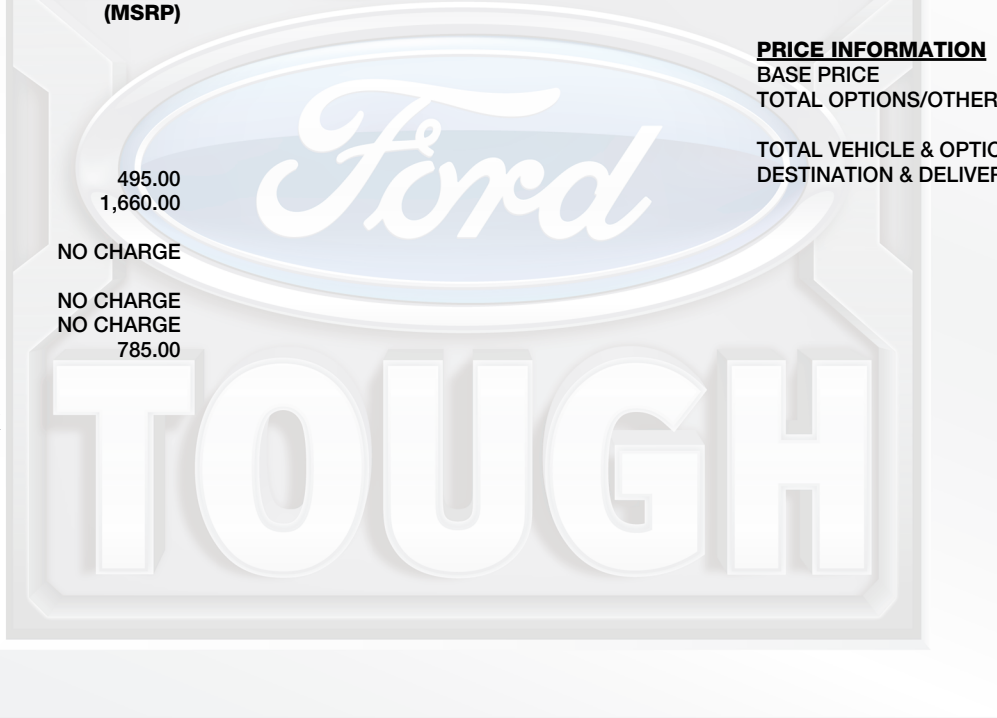 (MSRP)
495.00
1,660.00
NO CHARGE
NO CHARGE
NO CHARGE
785.00
PRICE INFORMATION
BASE PRICE
TOTAL OPTIONS/OTHER
TOTAL VEHICLE & OPTIO
DESTINATION & DELIVER
Ford
TOUGH